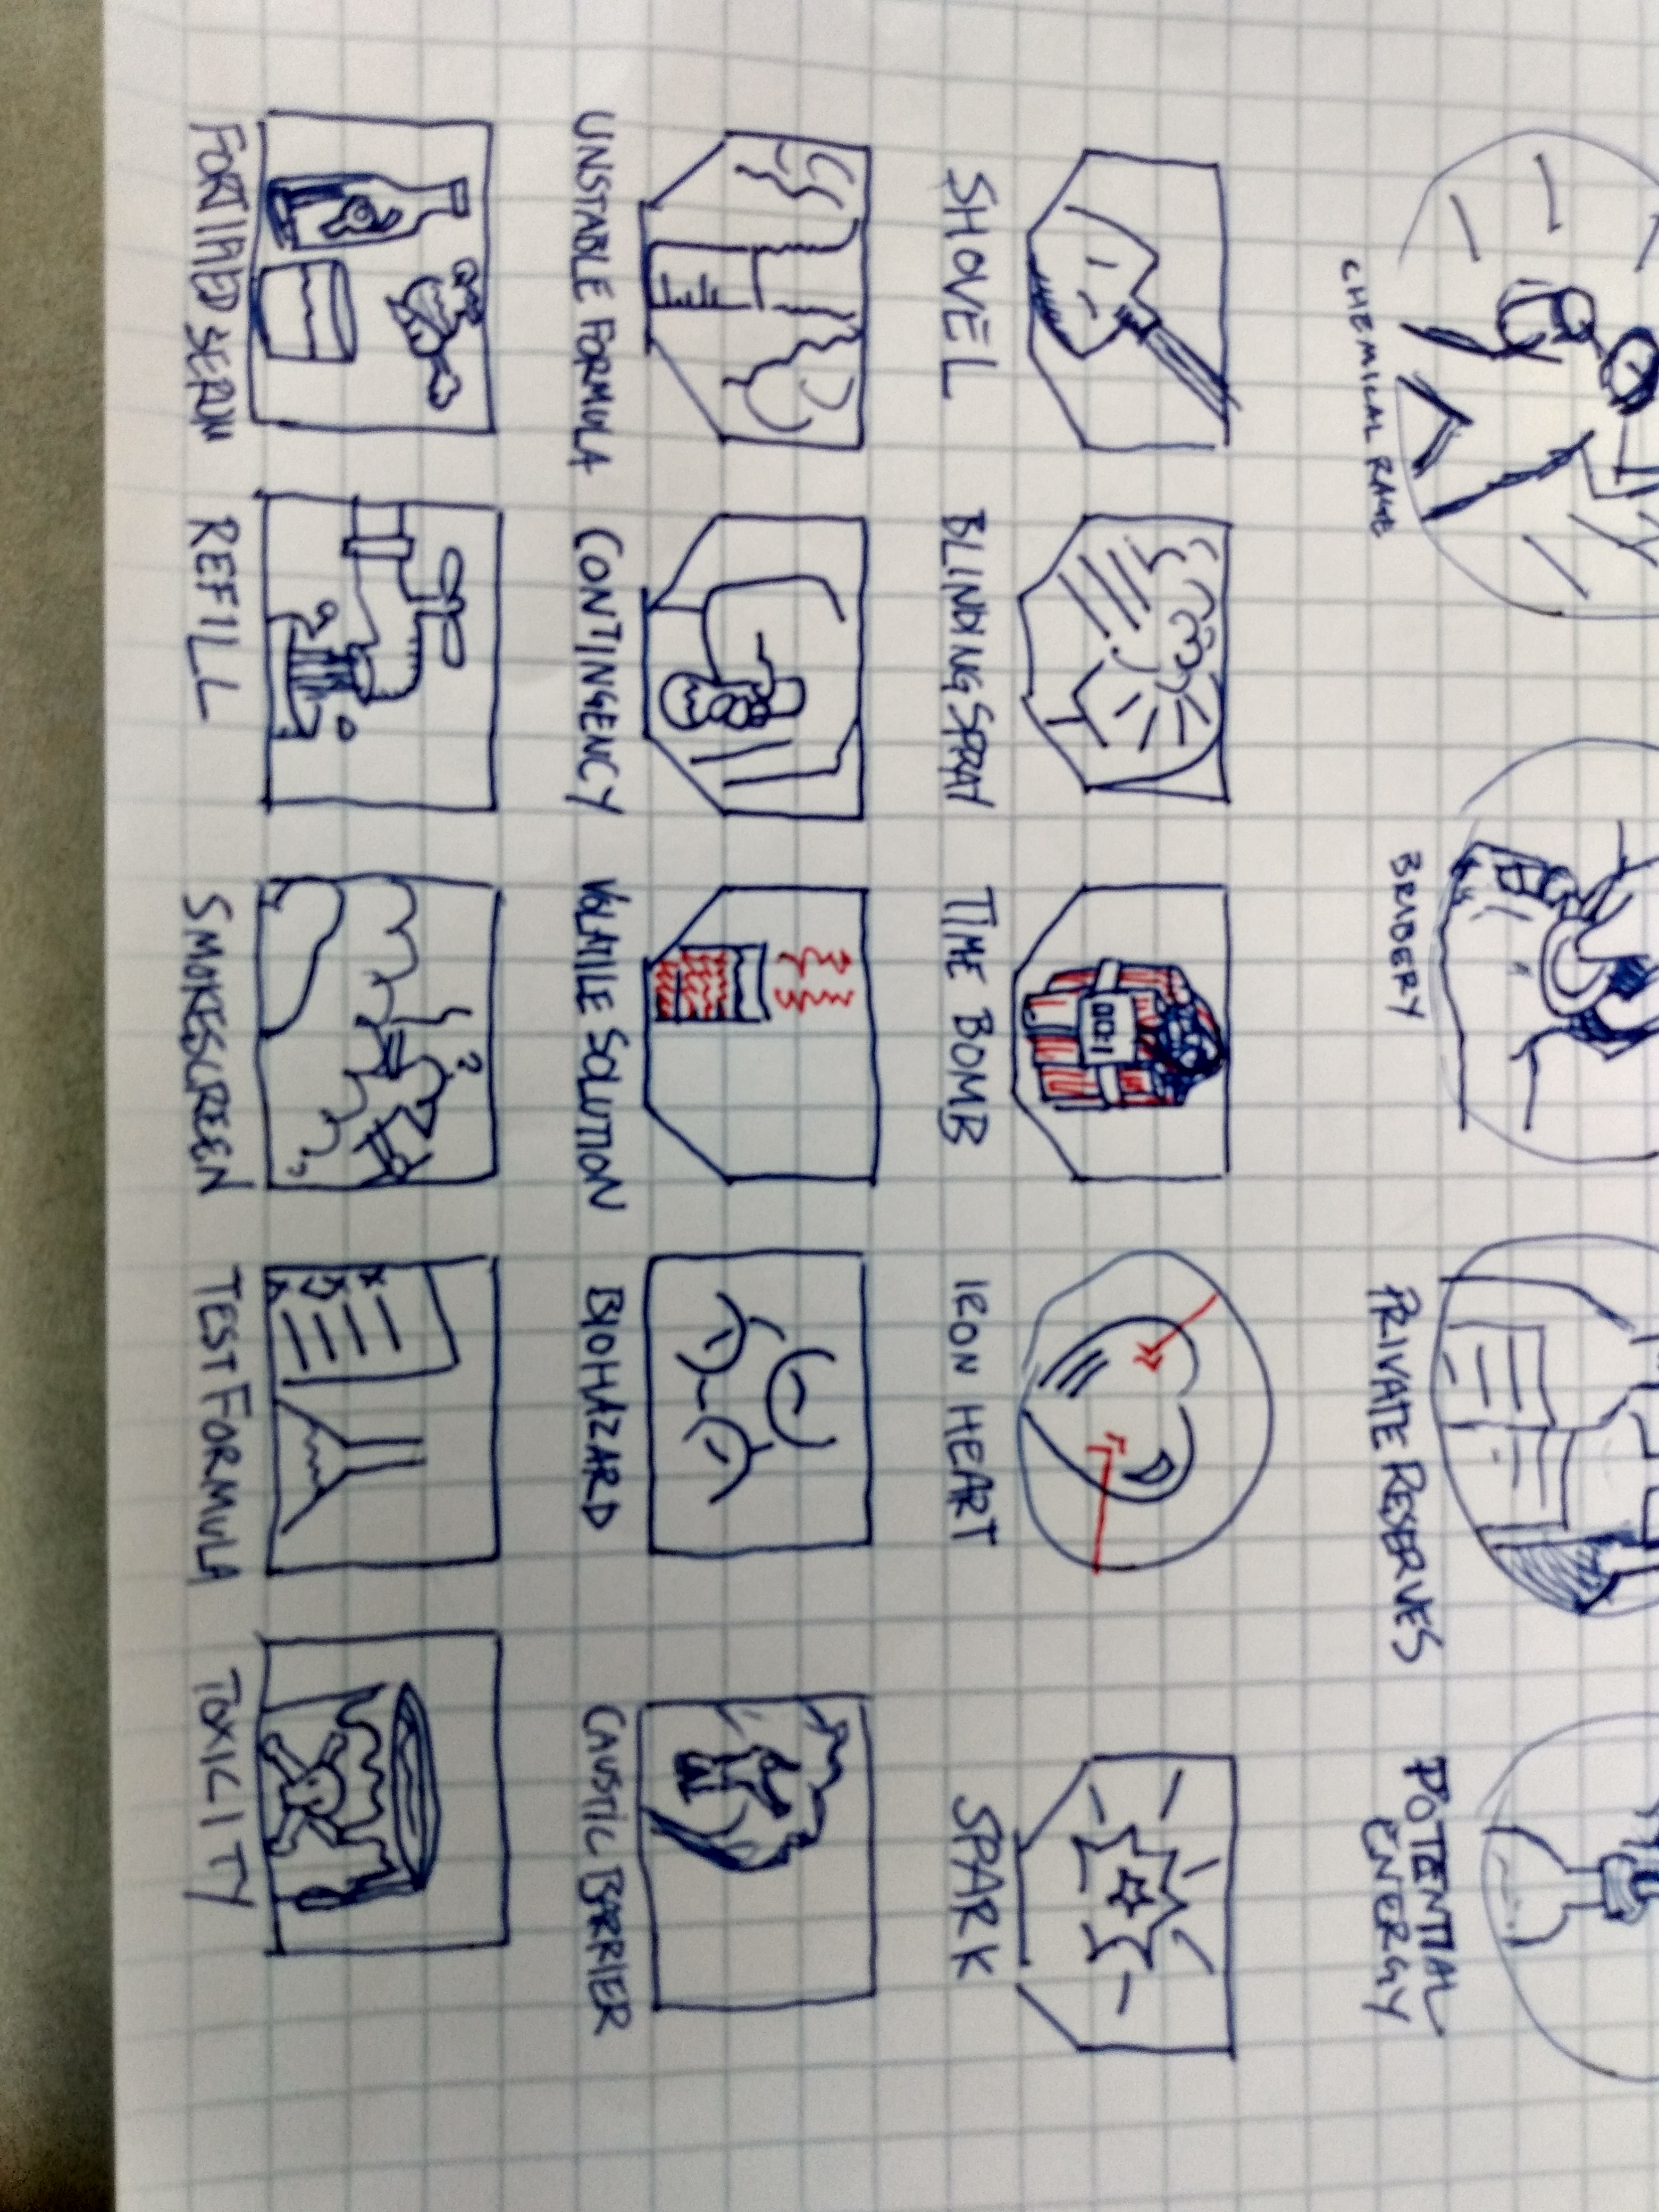 CHEMICAL RAGE
BRIBERY
PRIVATE RESERVES
POTENTIAL
ENERGY
SHOVEL
BLINDING SPRAY
00:1
TIME BOMB
IRON HEART
SPARK
UNSTABLE FORMULA
CONTINGENCY
VOLATILE SOLUTION
BIOHAZARD
CAUSTIC BARRIER
?
FORTIFIED SERUM
REFILL
SMOKESCREEN
TEST FORMULA
TOXICITY